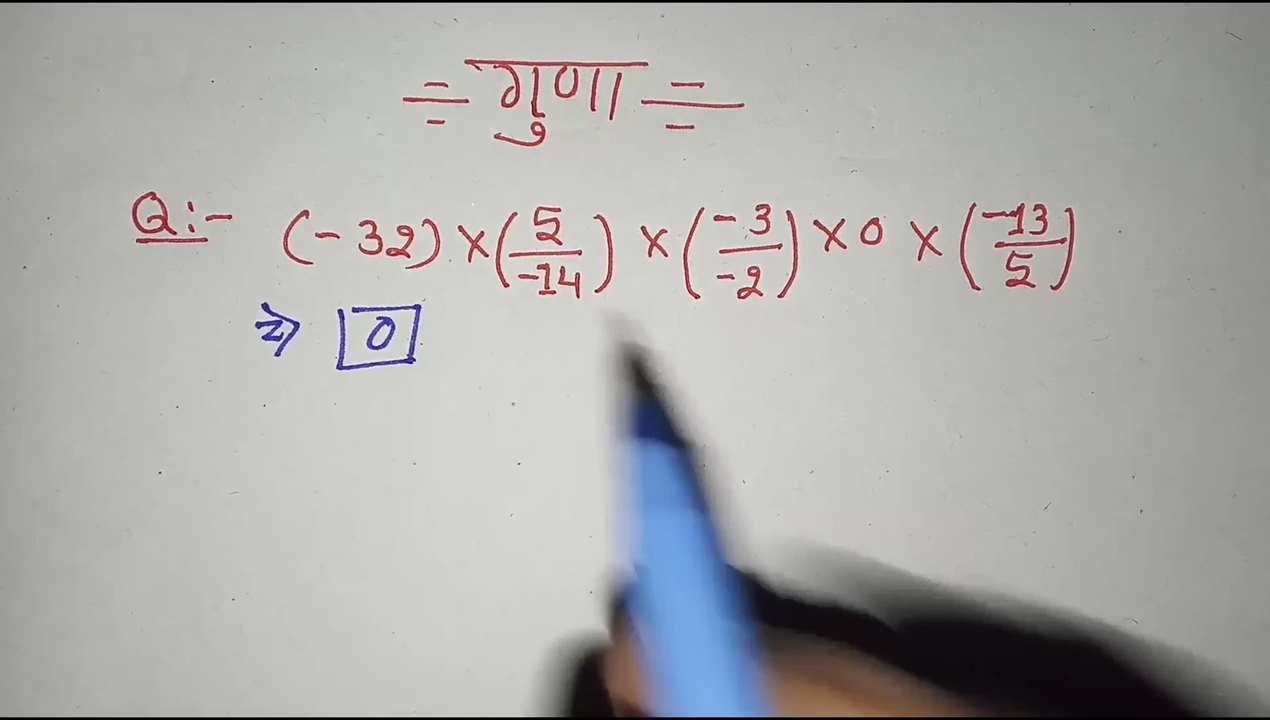 = गुणा =
Q:- (-32) × (5/-14) × (-3/-2) × 0 × (-13/5)
⇒ 0